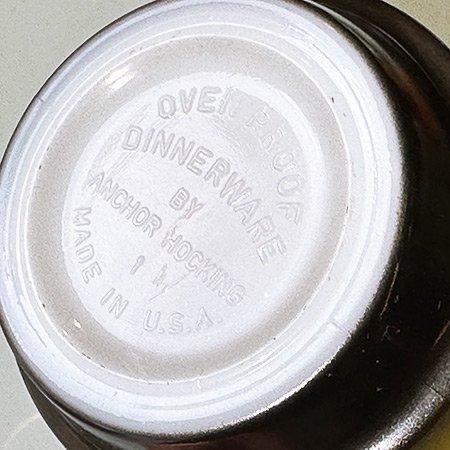 OVEN PROOF
DINNERWARE
BY
ANCHOR HOCKING
MADE IN U.S.A.